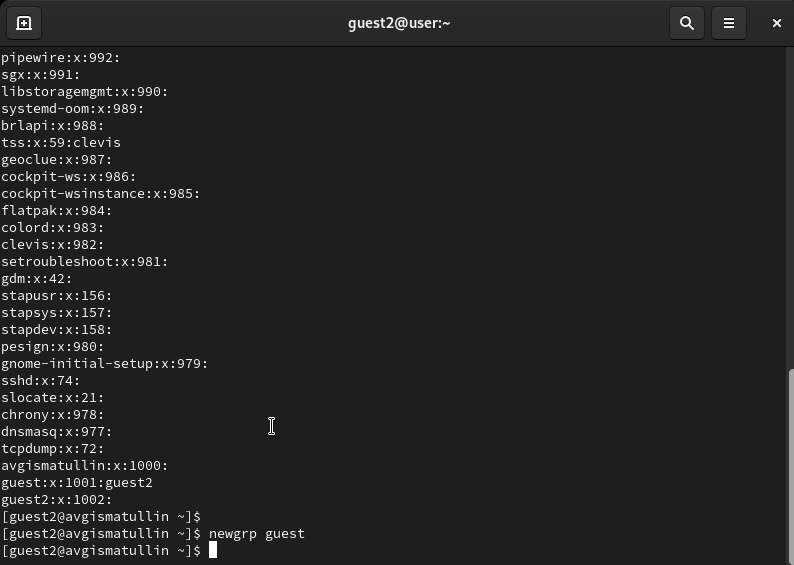 guest2@user:~
pipewire:x:992:
sgx:x:991:
libstoragemgmt:x:990:
systemd-oom:x:989:
brlapi:x:988:
tss:x:59:clevis
geoclue:x:987:
cockpit-ws:x:986:
cockpit-wsinstance:x:985:
flatpak:x:984:
colord:x:983:
clevis:x:982:
setroubleshoot:x:981:
gdm:x:42:
stapusr:x:156:
stapsys:x:157:
stapdev:x:158:
pesign:x:980:
gnome-initial-setup:x:979:
sshd:x:74:
slocate:x:21:
chrony:x:978:
dnsmasq:x:977:
tcpdump:x:72:
avgismatullin:x:1000:
guest:x:1001:guest2
guest2:x:1002:
[guest2@avgismatullin ~]$
[guest2@avgismatullin ~]$ newgrp guest
[guest2@avgismatullin ~]$